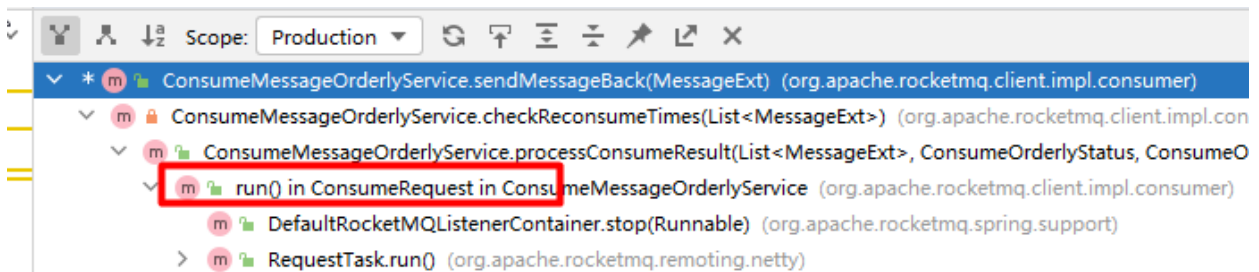 Scope: Production
* m ConsumeMessageOrderlyService.sendMessageBack(MessageExt) (org.apache.rocketmq.client.impl.consumer)
m ConsumeMessageOrderlyService.checkReconsumeTimes(List<MessageExt>) (org.apache.rocketmq.client.impl.con
m ConsumeMessageOrderlyService.processConsumeResult(List<MessageExt>, ConsumeOrderlyStatus, ConsumeO
m run() in ConsumeRequest in ConsumeMessageOrderlyService (org.apache.rocketmq.client.impl.consumer)
m DefaultRocketMQListenerContainer.stop(Runnable) (org.apache.rocketmq.spring.support)
m RequestTask.run() (org.apache.rocketmq.remoting.netty)